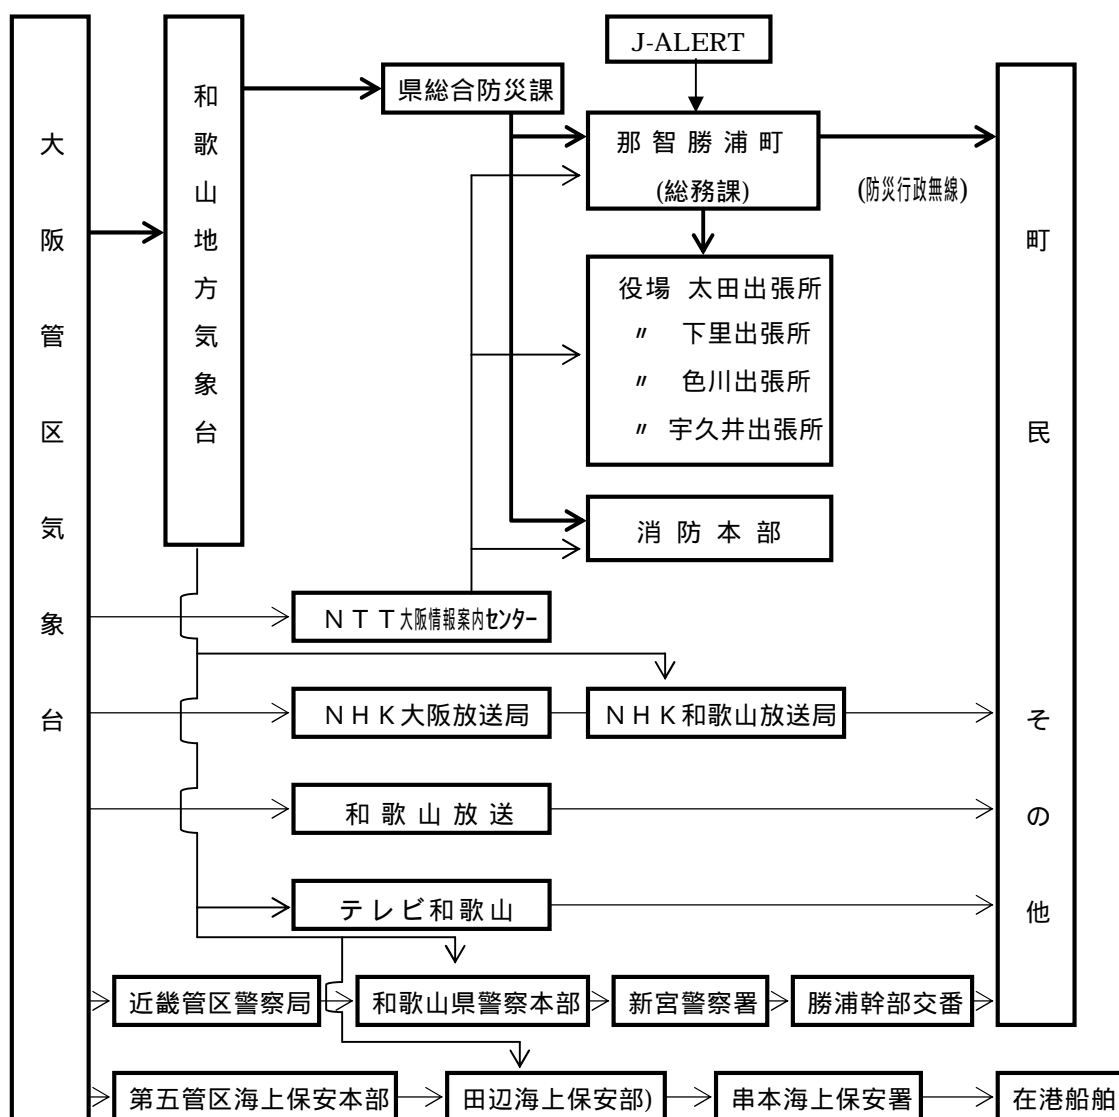 大阪管区気象台
和歌山地方気象台
J-ALERT
県総合防災課
那智勝浦町
(総務課)
(防災行政無線)
町民その他
役場 太田出張所
〃 下里出張所
〃 色川出張所
〃 宇久井出張所
消防本部
ＮＴＴ大阪情報案内センター
ＮＨＫ大阪放送局
ＮＨＫ和歌山放送局
和歌山放送
テレビ和歌山
近畿管区警察局
和歌山県警察本部
新宮警察署
勝浦幹部交番
第五管区海上保安本部
田辺海上保安部)
串本海上保安署
在港船舶